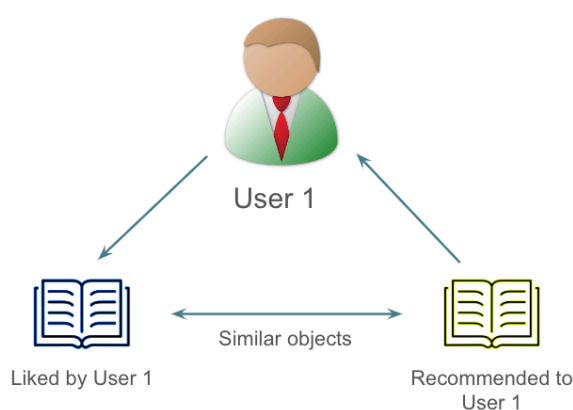 User 1
Similar objects
Liked by User 1
Recommended to
User 1